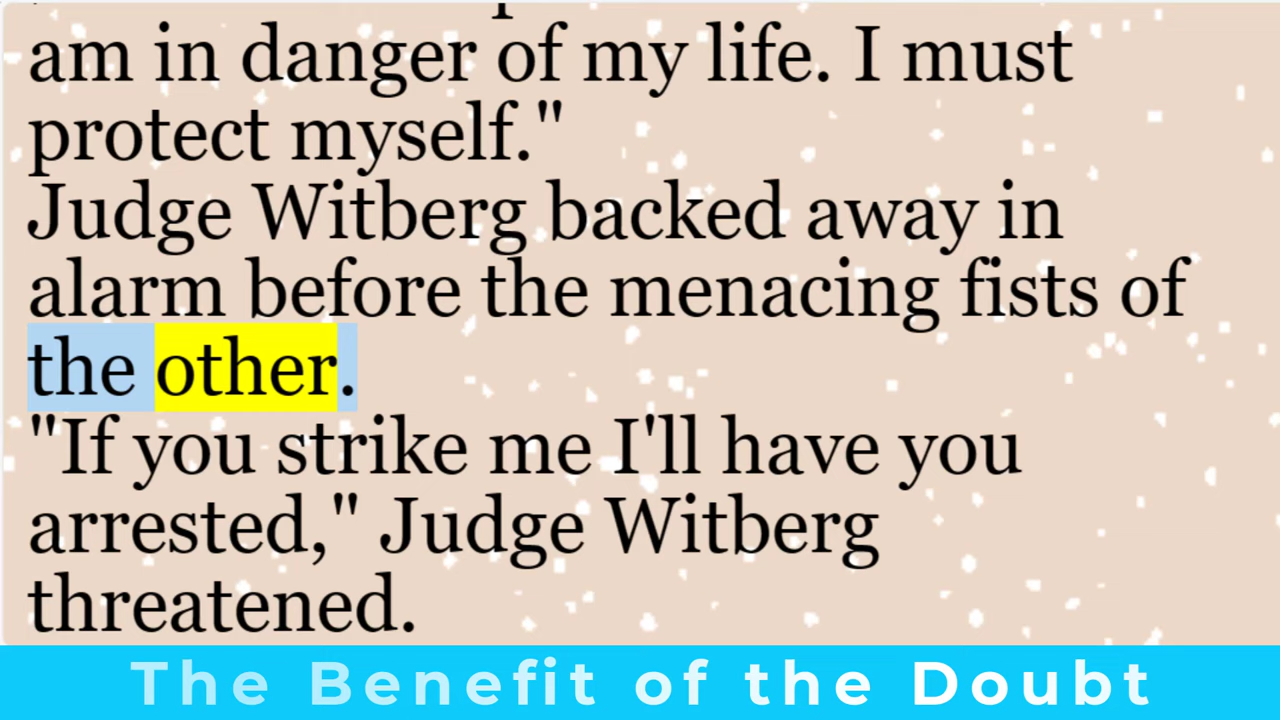 am in danger of my life. I must
protect myself."
Judge Witberg backed away in
alarm before the menacing fists of
the other.
"If you strike me I'll have you
arrested," Judge Witberg
threatened.
The Benefit of the Doubt